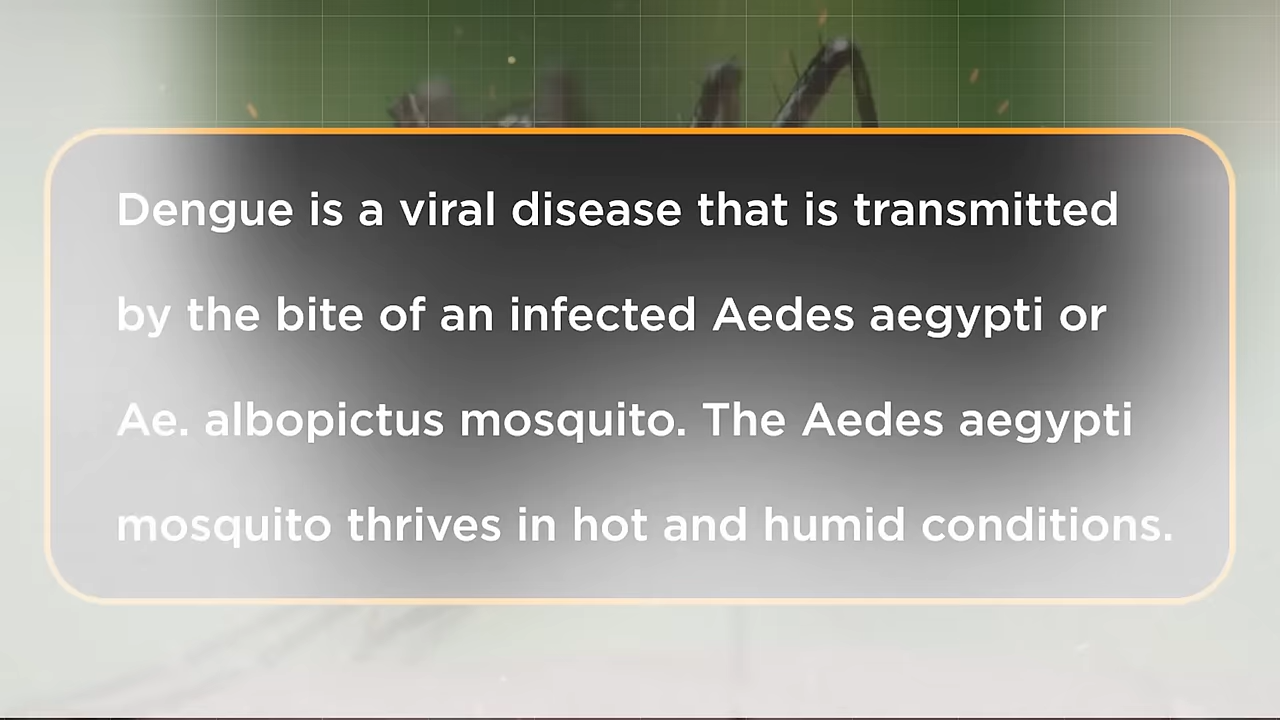 Dengue is a viral disease that is transmitted
by the bite of an infected Aedes aegypti or
Ae. albopictus mosquito. The Aedes aegypti
mosquito thrives in hot and humid conditions.